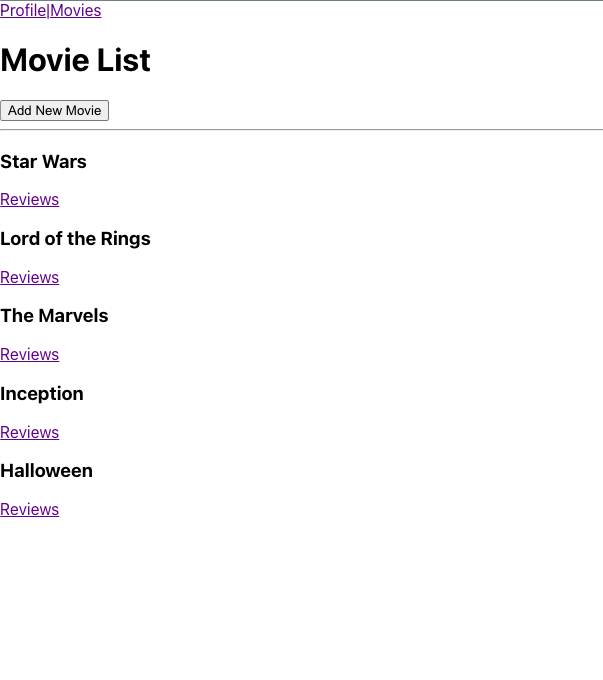 Profile|Movies
Movie List
Add New Movie
Star Wars
Reviews
Lord of the Rings
Reviews
The Marvels
Reviews
Inception
Reviews
Halloween
Reviews